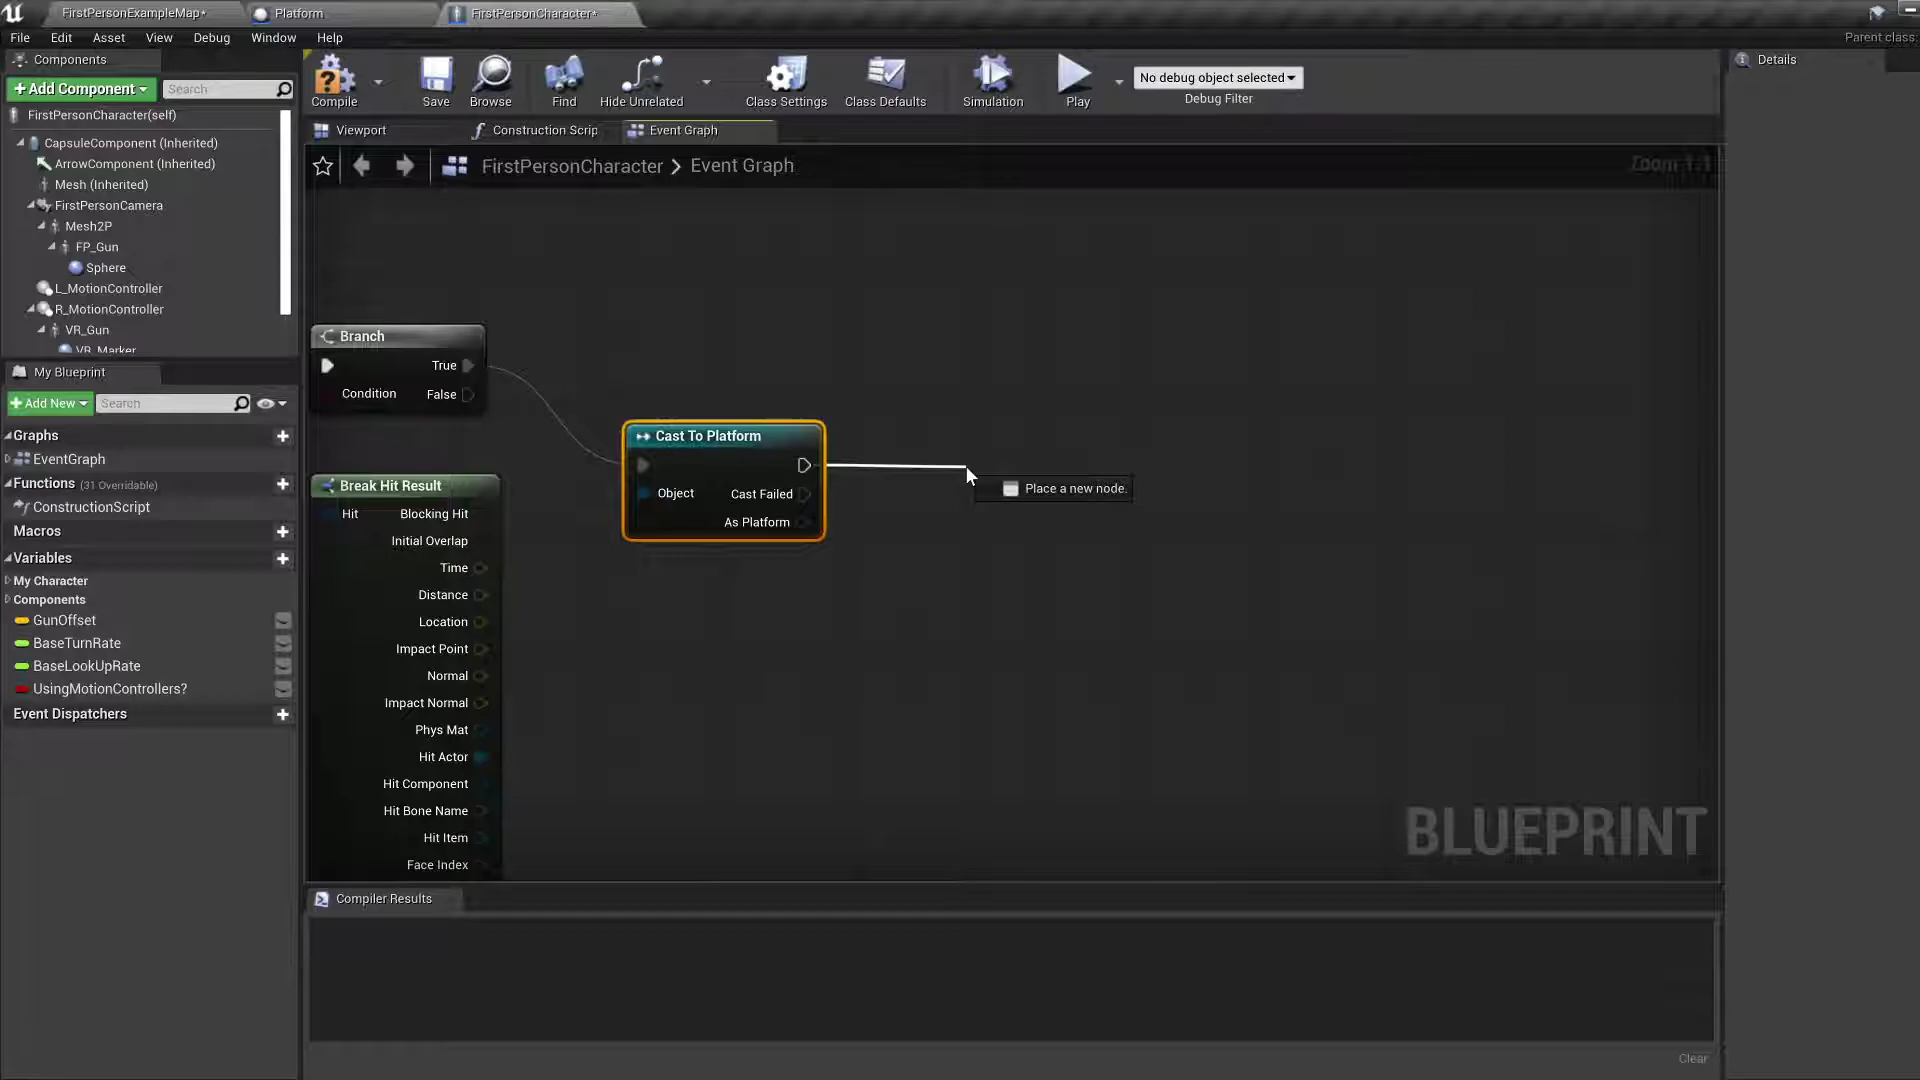 FirstPersonExampleMap*
Platform
FirstPersonCharacter*
File Edit Asset View Debug Window Help
Parent class:
Components
+ Add Component
Search
FirstPersonCharacter(self)
CapsuleComponent (Inherited)
ArrowComponent (Inherited)
Mesh (Inherited)
FirstPersonCamera
Mesh2P
FP_Gun
Sphere
L_MotionController
R_MotionController
VR_Gun
VR_Marker
My Blueprint
+ Add New
Search
Graphs
EventGraph
Functions (31 Overridable)
ConstructionScript
Macros
Variables
My Character
Components
GunOffset
BaseTurnRate
BaseLookUpRate
UsingMotionControllers?
Event Dispatchers
Compile
Save
Browse
Find
Hide Unrelated
Class Settings
Class Defaults
Simulation
Play
No debug object selected
Debug Filter
Viewport
Construction Scrip
Event Graph
FirstPersonCharacter > Event Graph
Zoom 1:1
Branch
True
Condition False
Cast To Platform
Object Cast Failed
As Platform
Place a new node.
Break Hit Result
Hit Blocking Hit
Initial Overlap
Time
Distance
Location
Impact Point
Normal
Impact Normal
Phys Mat
Hit Actor
Hit Component
Hit Bone Name
Hit Item
Face Index
BLUEPRINT
Compiler Results
Clear
Details